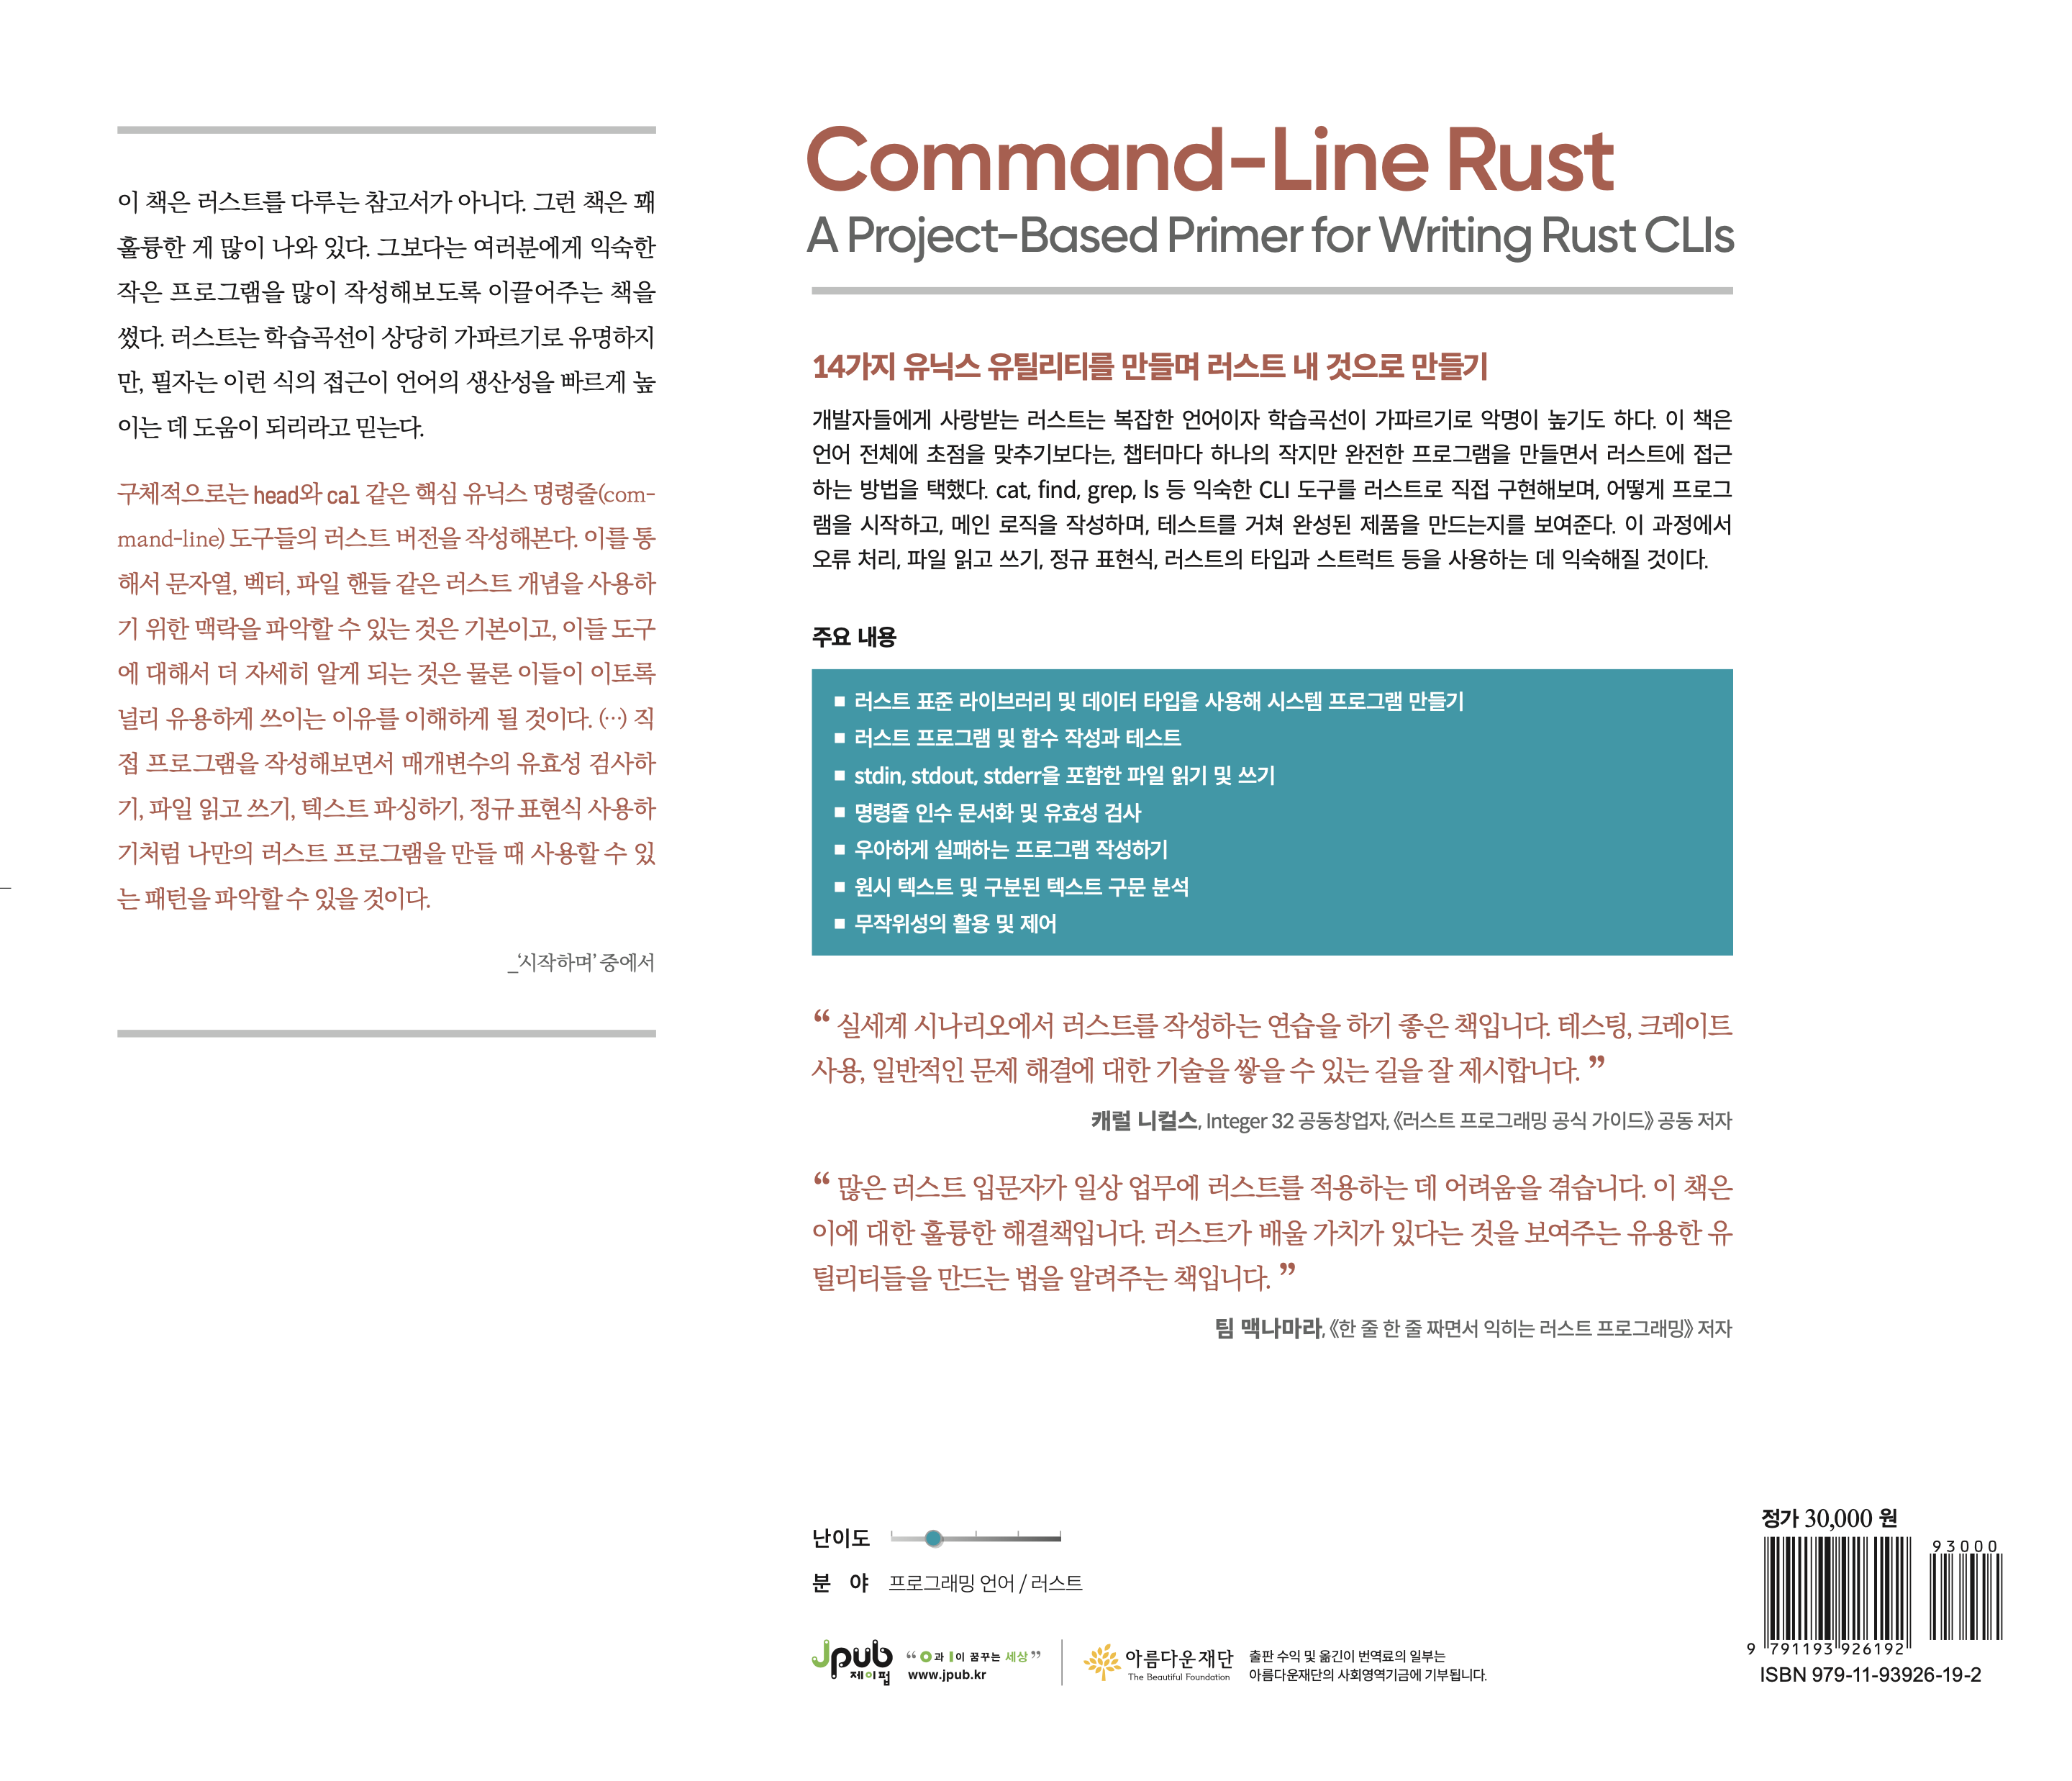 이 책은 러스트를 다루는 참고서가 아니다. 그런 책은 꽤
훌륭한 게 많이 나와 있다. 그보다는 여러분에게 익숙한
작은 프로그램을 많이 작성해보도록 이끌어주는 책을
썼다. 러스트는 학습곡선이 상당히 가파르기로 유명하지
만, 필자는 이런 식의 접근이 언어의 생산성을 빠르게 높
이는 데 도움이 되리라고 믿는다.
구체적으로는 head와 cal 같은 핵심 유닉스 명령줄(com-
mand-line) 도구들의 러스트 버전을 작성해본다. 이를 통
해서 문자열, 벡터, 파일 핸들 같은 러스트 개념을 사용하
기 위한 맥락을 파악할 수 있는 것은 기본이고, 이들 도구
에 대해서 더 자세히 알게 되는 것은 물론 이들이 이토록
널리 유용하게 쓰이는 이유를 이해하게 될 것이다. (…) 직
접 프로그램을 작성해보면서 매개변수의 유효성 검사하
기, 파일 읽고 쓰기, 텍스트 파싱하기, 정규 표현식 사용하
기처럼 나만의 러스트 프로그램을 만들 때 사용할 수 있
는 패턴을 파악할 수 있을 것이다.
_‘시작하며’ 중에서
Command-Line Rust
A Project-Based Primer for Writing Rust CLIs
14가지 유닉스 유틸리티를 만들며 러스트 내 것으로 만들기
개발자들에게 사랑받는 러스트는 복잡한 언어이자 학습곡선이 가파르기로 악명이 높기도 하다. 이 책은
언어 전체에 초점을 맞추기보다는, 챕터마다 하나의 작지만 완전한 프로그램을 만들면서 러스트에 접근
하는 방법을 택했다. cat, find, grep, ls 등 익숙한 CLI 도구를 러스트로 직접 구현해보며, 어떻게 프로그
램을 시작하고, 메인 로직을 작성하며, 테스트를 거쳐 완성된 제품을 만드는지를 보여준다. 이 과정에서
오류 처리, 파일 읽고 쓰기, 정규 표현식, 러스트의 타입과 스트럭트 등을 사용하는 데 익숙해질 것이다.
주요 내용
■ 러스트 표준 라이브러리 및 데이터 타입을 사용해 시스템 프로그램 만들기
■ 러스트 프로그램 및 함수 작성과 테스트
■ stdin, stdout, stderr을 포함한 파일 읽기 및 쓰기
■ 명령줄 인수 문서화 및 유효성 검사
■ 우아하게 실패하는 프로그램 작성하기
■ 원시 텍스트 및 구분된 텍스트 구문 분석
■ 무작위성의 활용 및 제어
“ 실세계 시나리오에서 러스트를 작성하는 연습을 하기 좋은 책입니다. 테스팅, 크레이트
사용, 일반적인 문제 해결에 대한 기술을 쌓을 수 있는 길을 잘 제시합니다. ”
캐럴 니컬스, Integer 32 공동창업자, 《러스트 프로그래밍 공식 가이드》 공동 저자
“ 많은 러스트 입문자가 일상 업무에 러스트를 적용하는 데 어려움을 겪습니다. 이 책은
이에 대한 훌륭한 해결책입니다. 러스트가 배울 가치가 있다는 것을 보여주는 유용한 유
틸리티들을 만드는 법을 알려주는 책입니다. ”
팀 맥나마라, 《한 줄 한 줄 짜면서 익히는 러스트 프로그래밍》 저자
난이도
분 야 프로그래밍 언어 / 러스트
Jpub 제이펍
“ O과 I이 꿈꾸는 세상 ”
www.jpub.kr
아름다운재단
The Beautiful Foundation
출판 수익 및 옮긴이 번역료의 일부는
아름다운재단의 사회영역기금에 기부됩니다.
정가 30,000 원
93000
9 791193 926192
ISBN 979-11-93926-19-2